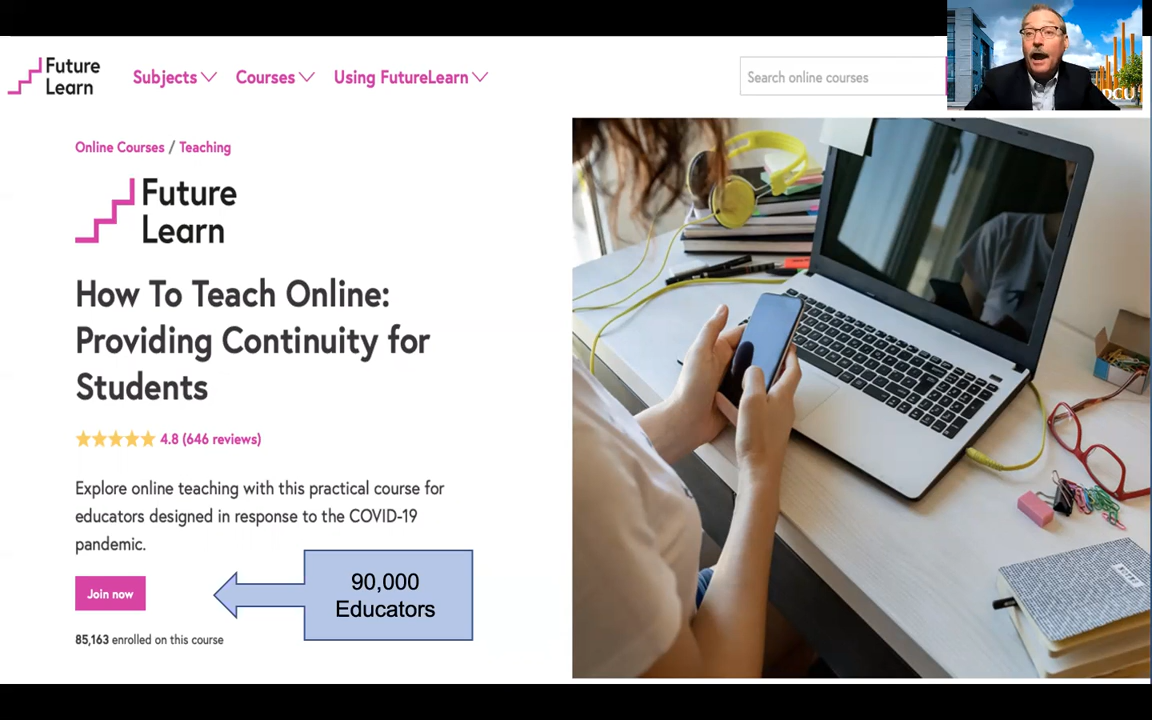 Future
Learn
Subjects
Courses
Using FutureLearn
Search online courses
DCU
Online Courses / Teaching
Future
Learn
How To Teach Online:
Providing Continuity for
Students
4.8 (646 reviews)
Explore online teaching with this practical course for
educators designed in response to the COVID-19
pandemic.
90,000
Educators
Join now
85,163 enrolled on this course